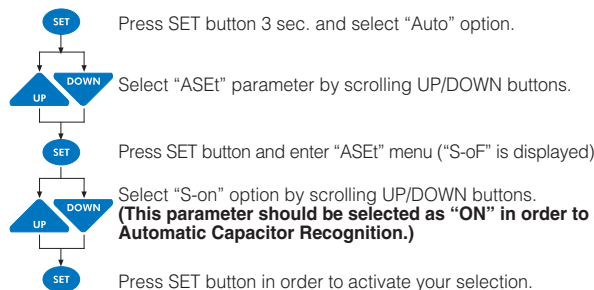 SET
Press SET button 3 sec. and select “Auto” option.
UP
DOWN
Select “ASEt” parameter by scrolling UP/DOWN buttons.
SET
Press SET button and enter “ASEt” menu (“S-oF” is displayed)
UP
DOWN
Select “S-on” option by scrolling UP/DOWN buttons.
(This parameter should be selected as “ON” in order to
Automatic Capacitor Recognition.)
SET
Press SET button in order to activate your selection.